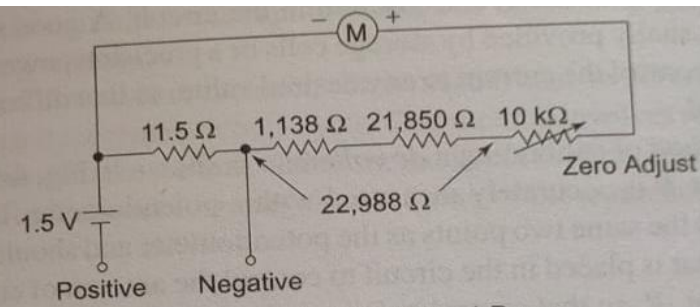 − M +
11.5 Ω 1,138 Ω 21,850 Ω 10 kΩ
Zero Adjust
22,988 Ω
1.5 V
Positive Negative